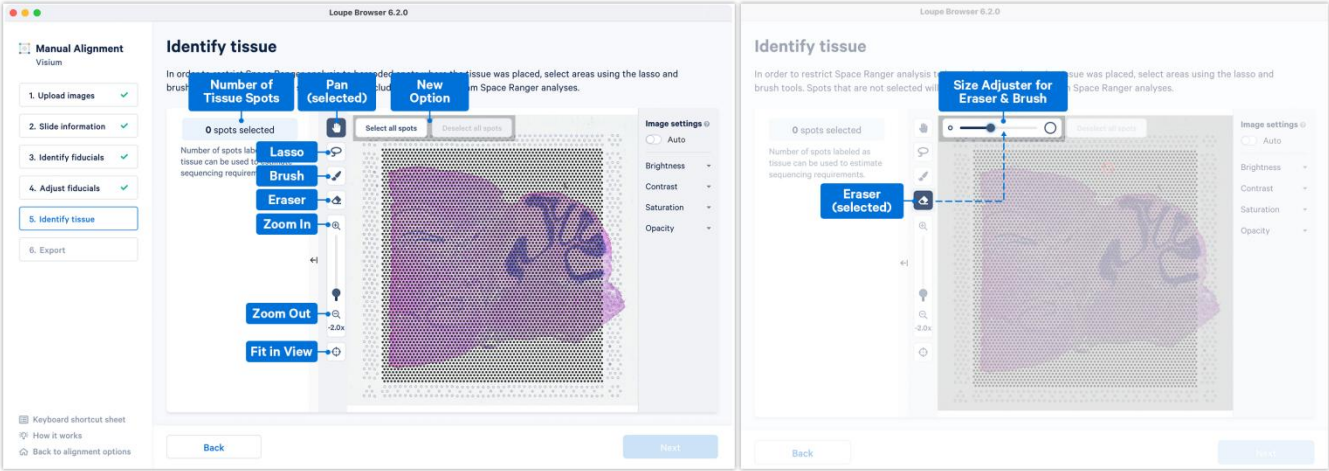 Loupe Browser 6.2.0
Manual Alignment
Visium
1. Upload images
2. Slide information
3. Identify fiducials
4. Adjust fiducials
5. Identify tissue
6. Export
Keyboard shortcut sheet
How it works
Back to alignment options
Identify tissue
In order to restrict Space Ranger analysis to barcoded spots where the tissue was placed, select areas using the lasso and
brush
Space Ranger analyses.
Number of
Tissue Spots
Pan
(selected)
New
Option
0 spots selected
Number of spots
tissue can be used to estimate
sequencing
Select all spots
Deselect all spots
Lasso
Brush
Eraser
Zoom In
Zoom Out
-2.0x
Fit in View
Image settings
Auto
Brightness
Contrast
Saturation
Opacity
Back
Next
Loupe Browser 6.2.0
Identify tissue
In order to restrict Space Ranger analysis
tissue was placed, select areas using the lasso and
brush tools. Spots that are not selected will
Space Ranger analyses.
Size Adjuster for
Eraser & Brush
0 spots selected
Number of spots labeled as
tissue can be used to estimate
sequencing requirements.
Deselect all spots
Eraser
(selected)
-2.0x
Image settings
Auto
Brightness
Contrast
Saturation
Opacity
Back
Next